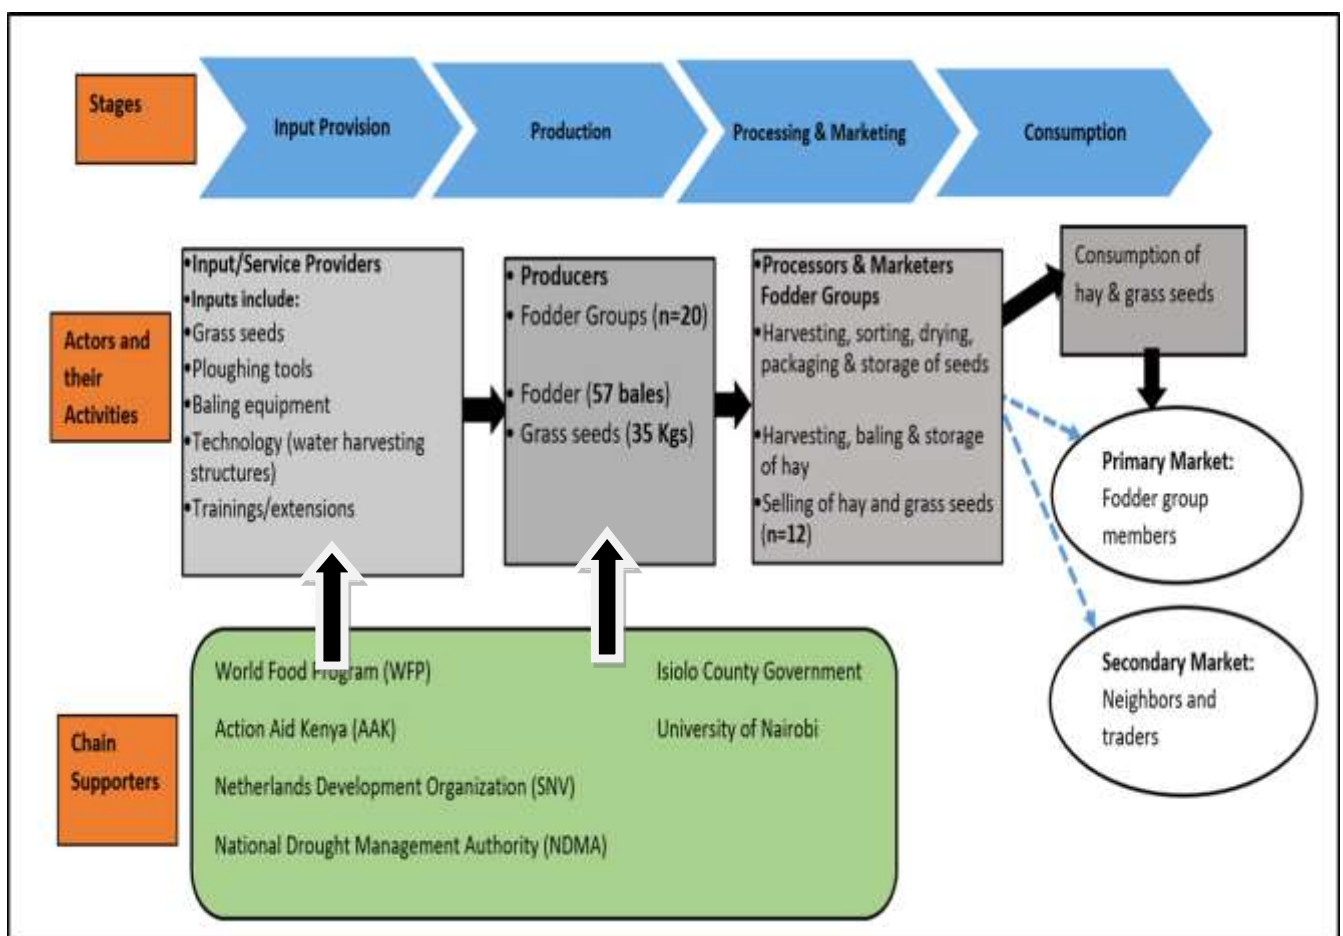 Stages
Input Provision
Production
Processing & Marketing
Consumption
Actors and
their
Activities
•Input/Service Providers
•Inputs include:
•Grass seeds
•Ploughing tools
•Baling equipment
•Technology (water harvesting
structures)
•Trainings/extensions
• Producers
• Fodder Groups (n=20)
• Fodder (57 bales)
• Grass seeds (35 Kgs)
•Processors & Marketers
Fodder Groups
• Harvesting, sorting, drying,
packaging & storage of seeds
• Harvesting, baling & storage
of hay
•Selling of hay and grass seeds
(n=12)
Consumption of
hay & grass seeds
Primary Market:
Fodder group
members
Secondary Market:
Neighbors and
traders
Chain
Supporters
World Food Program (WFP)
Action Aid Kenya (AAK)
Netherlands Development Organization (SNV)
National Drought Management Authority (NDMA)
Isiolo County Government
University of Nairobi